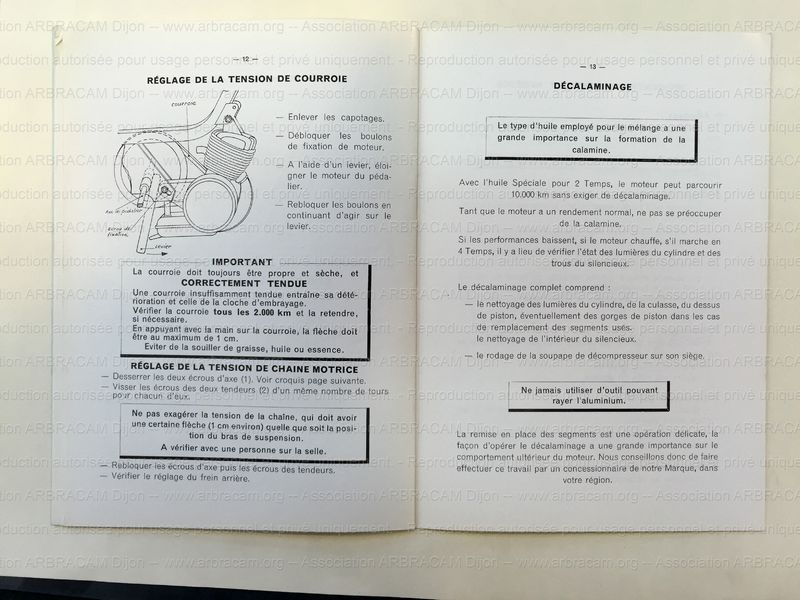 — 12 —
RÉGLAGE DE LA TENSION DE COURROIE
courroie
Axe de pédalier
écrou de
fixation
Levier
— Enlever les capotages.
— Débloquer les boulons
de fixation de moteur.
— A l'aide d'un levier, éloi-
gner le moteur du péda-
lier.
— Rebloquer les boulons en
continuant d'agir sur le
levier.
IMPORTANT
La courroie doit toujours être propre et sèche, et
CORRECTEMENT TENDUE
Une courroie insuffisamment tendue entraîne sa dété-
rioration et celle de la cloche d'embrayage.
Vérifier la courroie tous les 2.000 km et la retendre,
si nécessaire.
En appuyant avec la main sur la courroie, la flèche doit
être au maximum de 1 cm.
Eviter de la souiller de graisse, huile ou essence.
RÉGLAGE DE LA TENSION DE CHAINE MOTRICE
— Desserrer les deux écrous d'axe (1). Voir croquis page suivante.
— Visser les écrous des deux tendeurs (2) d'un même nombre de tours
pour chacun d'eux.
Ne pas exagérer la tension de la chaîne, qui doit avoir
une certaine flèche (1 cm environ) quelle que soit la posi-
tion du bras de suspension.
A vérifier avec une personne sur la selle.
— Rebloquer les écrous d'axe puis les écrous des tendeurs.
— Vérifier le réglage du frein arrière.
— 13 —
DÉCALAMINAGE
Le type d'huile employé pour le mélange a une
grande importance sur la formation de la
calamine.
Avec l'huile Spéciale pour 2 Temps, le moteur peut parcourir
10.000 km sans exiger de décalaminage.
Tant que le moteur a un rendement normal, ne pas se préoccuper
de la calamine.
Si les performances baissent, si le moteur chauffe, s'il marche en
4 Temps, il y a lieu de vérifier l'état des lumières du cylindre et des
trous du silencieux.
Le décalaminage complet comprend :
— le nettoyage des lumières du cylindre, de la culasse, du dessus
de piston, éventuellement des gorges de piston dans les cas
de remplacement des segments usés.
le nettoyage de l'intérieur du silencieux.
— le rodage de la soupape de décompresseur sur son siège.
Ne jamais utiliser d'outil pouvant
rayer l'aluminium.
La remise en place des segments est une opération délicate, la
façon d'opérer le décalaminage a une grande importance sur le
comportement ultérieur du moteur. Nous conseillons donc de faire
effectuer ce travail par un concessionnaire de notre Marque, dans
votre région.